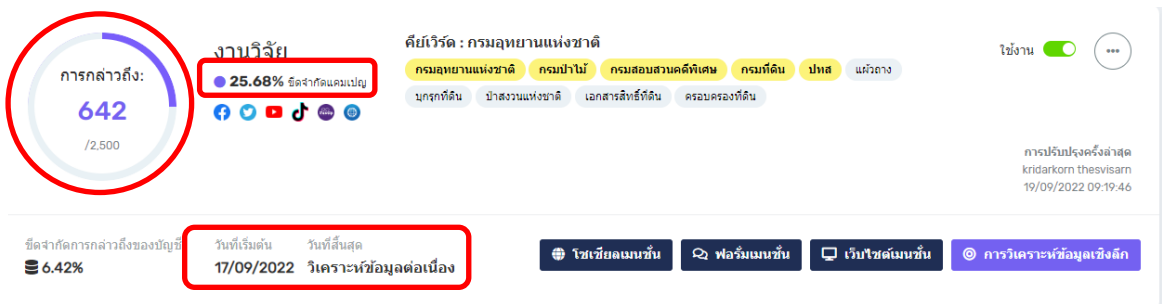 การกล่าวถึง:
642
/2,500
งานวิจัย
25.68% ขีดจำกัดแคมเปญ
คีย์เวิร์ด : กรมอุทยานแห่งชาติ
กรมอุทยานแห่งชาติ กรมป่าไม้ กรมสอบสวนคดีพิเศษ กรมที่ดิน ปทส แผ้วถาง
บุกรุกที่ดิน ป่าสงวนแห่งชาติ เอกสารสิทธิ์ที่ดิน ครอบครองที่ดิน
ใช้งาน
การปรับปรุงครั้งล่าสุด
kridarkorn thesvisarn
19/09/2022 09:19:46
ขีดจำกัดการกล่าวถึงของบัญชี
6.42%
วันที่เริ่มต้น วันที่สิ้นสุด
17/09/2022 วิเคราะห์ข้อมูลต่อเนื่อง
โซเชียลเมนชั่น ฟอรั่มเมนชั่น เว็บไซต์เมนชั่น การวิเคราะห์ข้อมูลเชิงลึก